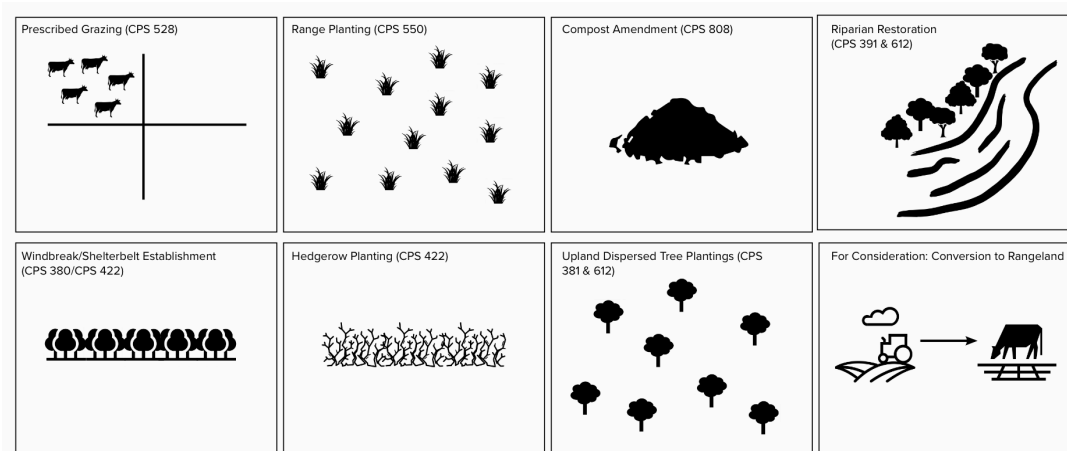 Prescribed Grazing (CPS 528)
Range Planting (CPS 550)
Compost Amendment (CPS 808)
Riparian Restoration
(CPS 391 & 612)
Windbreak/Shelterbelt Establishment
(CPS 380/CPS 422)
Hedgerow Planting (CPS 422)
Upland Dispersed Tree Plantings (CPS
381 & 612)
For Consideration: Conversion to Rangeland